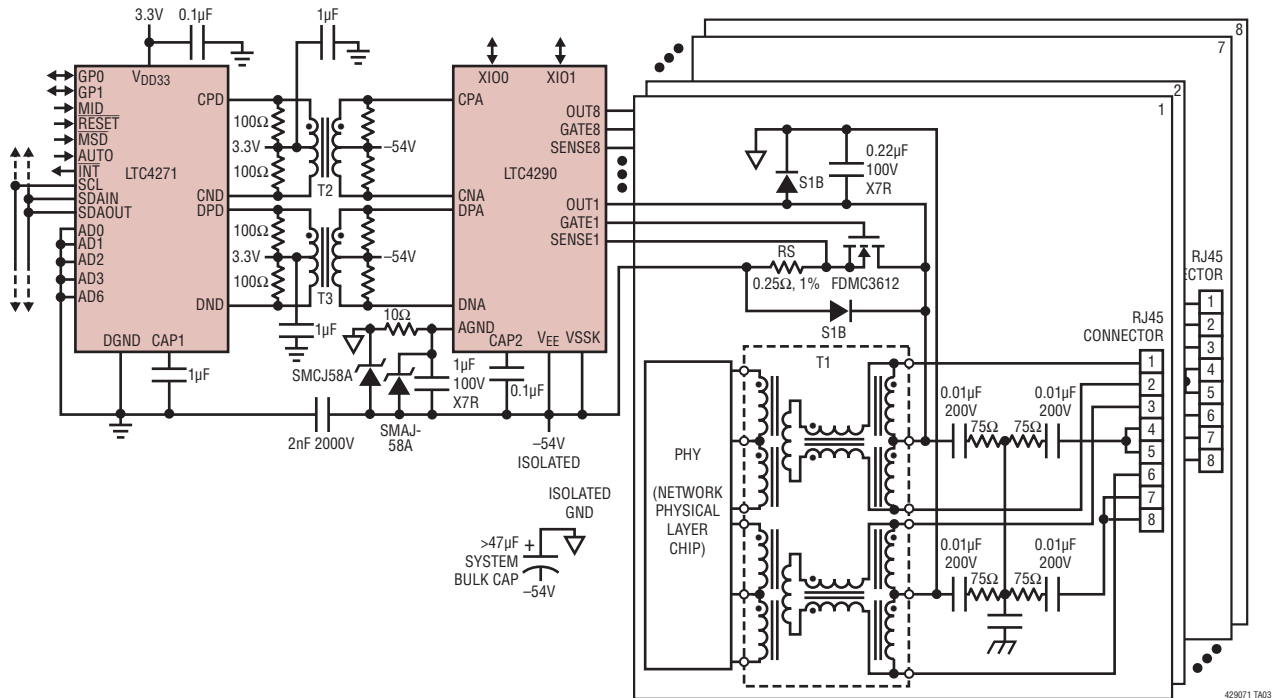 3.3V
0.1µF
1µF
VDD33
GP0
GP1
MID
RESET
MSD
AUTO
INT
SCL
SDAIN
SDAOUT
AD0
AD1
AD2
AD3
AD6
LTC4271
CPD
CND
DPD
DND
DGND
CAP1
1µF
100Ω
3.3V
100Ω
–54V
T2
100Ω
3.3V
100Ω
–54V
T3
1µF
10Ω
SMCJ58A
SMAJ-
58A
1µF
100V
X7R
0.1µF
2nF 2000V
XIO0
XIO1
CPA
CNA
DPA
DNA
AGND
CAP2
VEE
VSSK
LTC4290
OUT8
GATE8
SENSE8
OUT1
GATE1
SENSE1
–54V
ISOLATED
ISOLATED
GND
>47µF
+
SYSTEM
BULK CAP
–54V
8
7
2
1
S1B
0.22µF
100V
X7R
RS
0.25Ω, 1%
FDMC3612
S1B
PHY
(NETWORK
PHYSICAL
LAYER
CHIP)
T1
0.01µF
200V
0.01µF
200V
75Ω
75Ω
0.01µF
200V
0.01µF
200V
75Ω
75Ω
RJ45
CONNECTOR
1
2
3
4
5
6
7
8
RJ45
ECTOR
1
2
3
4
5
6
7
8
429071 TA03